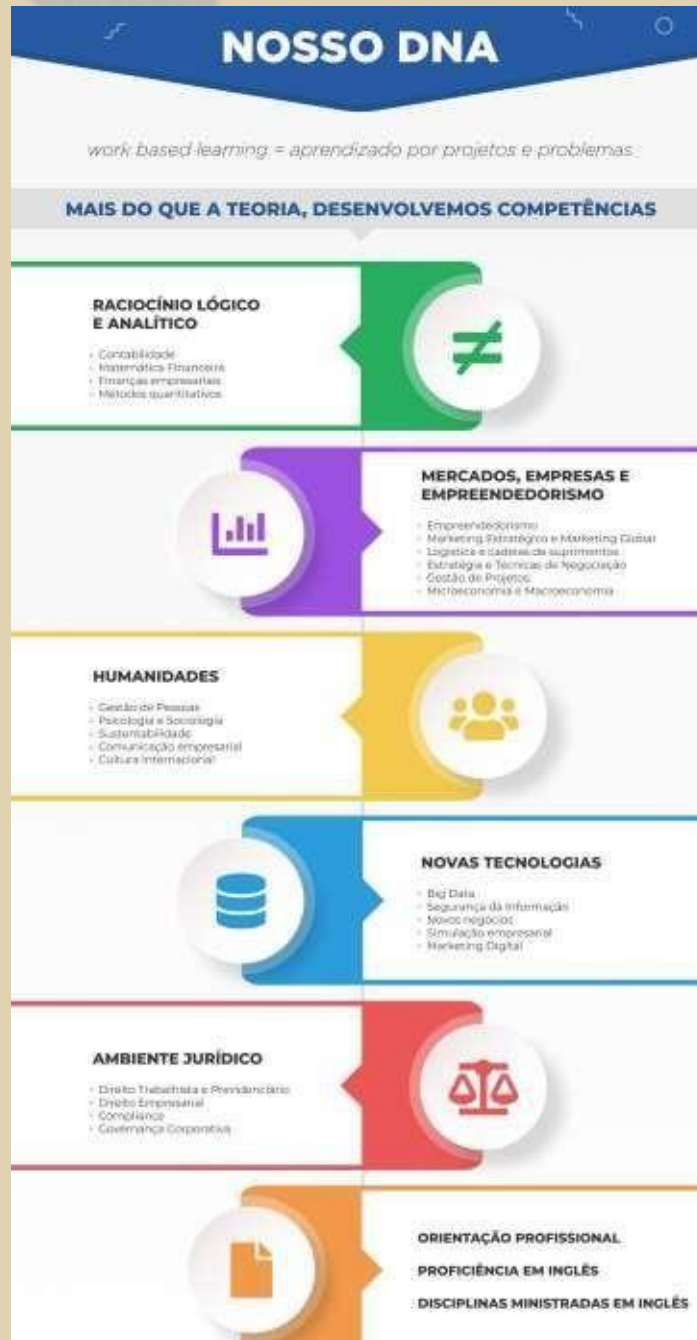 NOSSO DNA
work based learning = aprendizado por projetos e problemas
MAIS DO QUE A TEORIA, DESENVOLVEMOS COMPETÊNCIAS
RACIOCÍNIO LÓGICO
E ANALÍTICO
- Contabilidade
- Matemática Financeira
- Finanças empresariais
- Métodos quantitativos
MERCADOS, EMPRESAS E
EMPREENDEDORISMO
- Empreendedorismo
- Marketing Estratégico e Marketing Global
- Logística e cadeias de suprimentos
- Estratégia e Técnicas de Negociação
- Gestão de Projetos
- Microeconomia e Macroeconomia
HUMANIDADES
- Gestão de Pessoas
- Psicologia e Sociologia
- Sustentabilidade
- Comunicação empresarial
- Cultura Internacional
NOVAS TECNOLOGIAS
- Big Data
- Segurança da Informação
- Novos negócios
- Simulação empresarial
- Marketing Digital
AMBIENTE JURÍDICO
- Direito Trabalhista e Previdenciário
- Direito Empresarial
- Compliance
- Governança Corporativa
ORIENTAÇÃO PROFISSIONAL
PROFICIÊNCIA EM INGLÊS
DISCIPLINAS MINISTRADAS EM INGLÊS